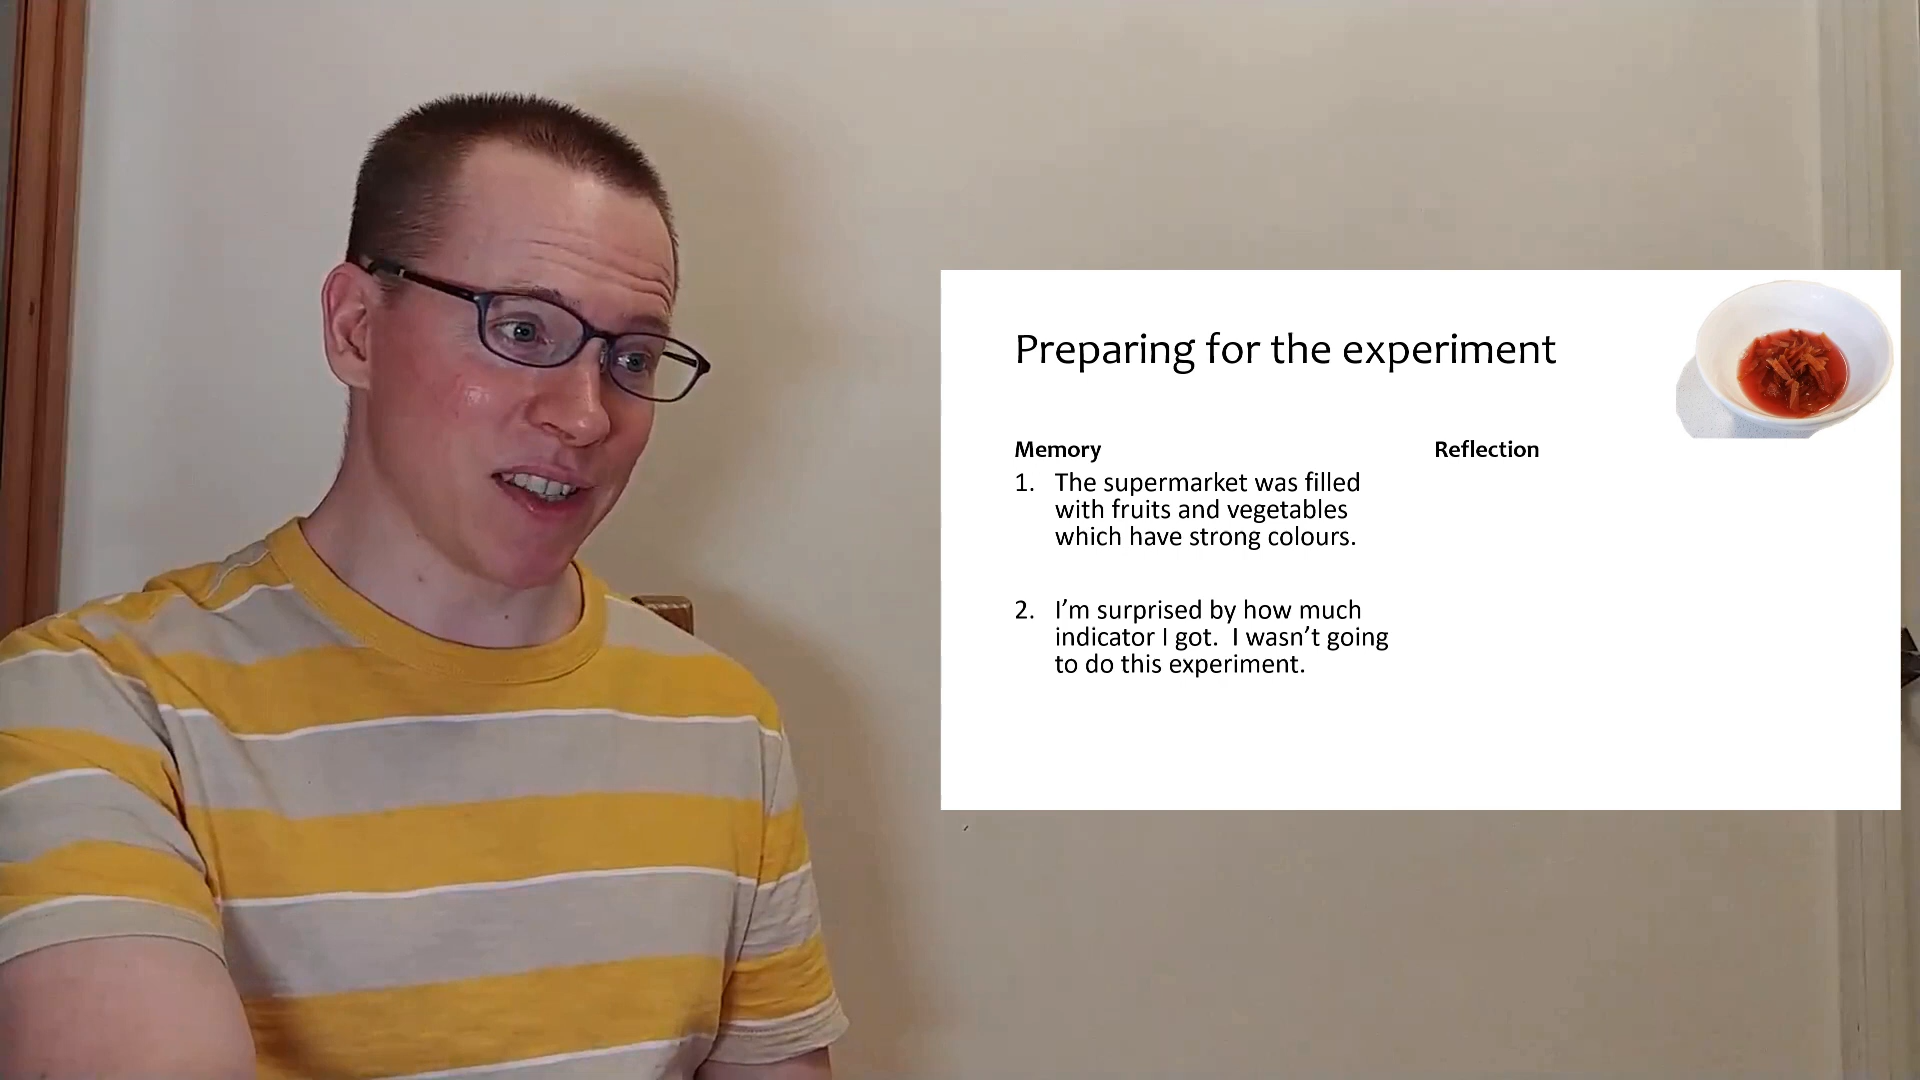 Preparing for the experiment
Memory
1. The supermarket was filled
with fruits and vegetables
which have strong colours.
2. I’m surprised by how much
indicator I got.  I wasn’t going
to do this experiment.
Reflection